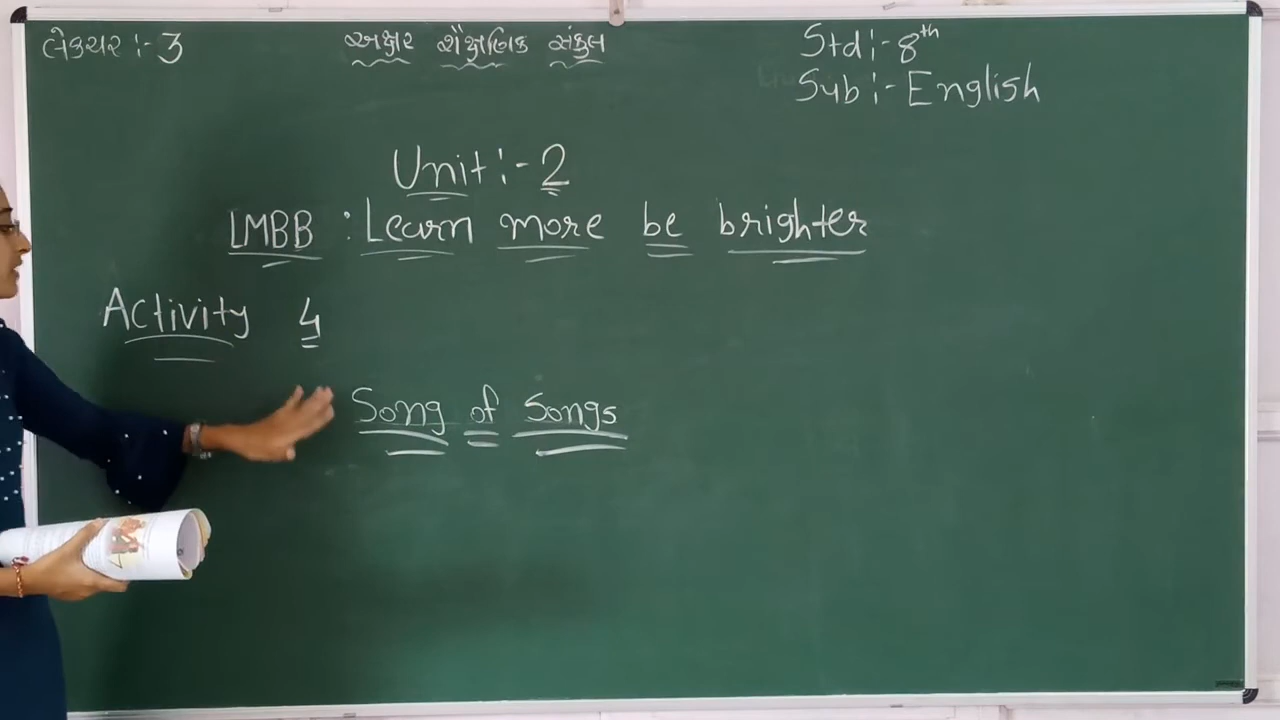 લેકચર :- 3
અક્ષર શૈક્ષણિક સંકુલ
Std :- 8th
Sub :- English
Unit :- 2
LMBB : Learn more be brighter
Activity 4
Song of Songs